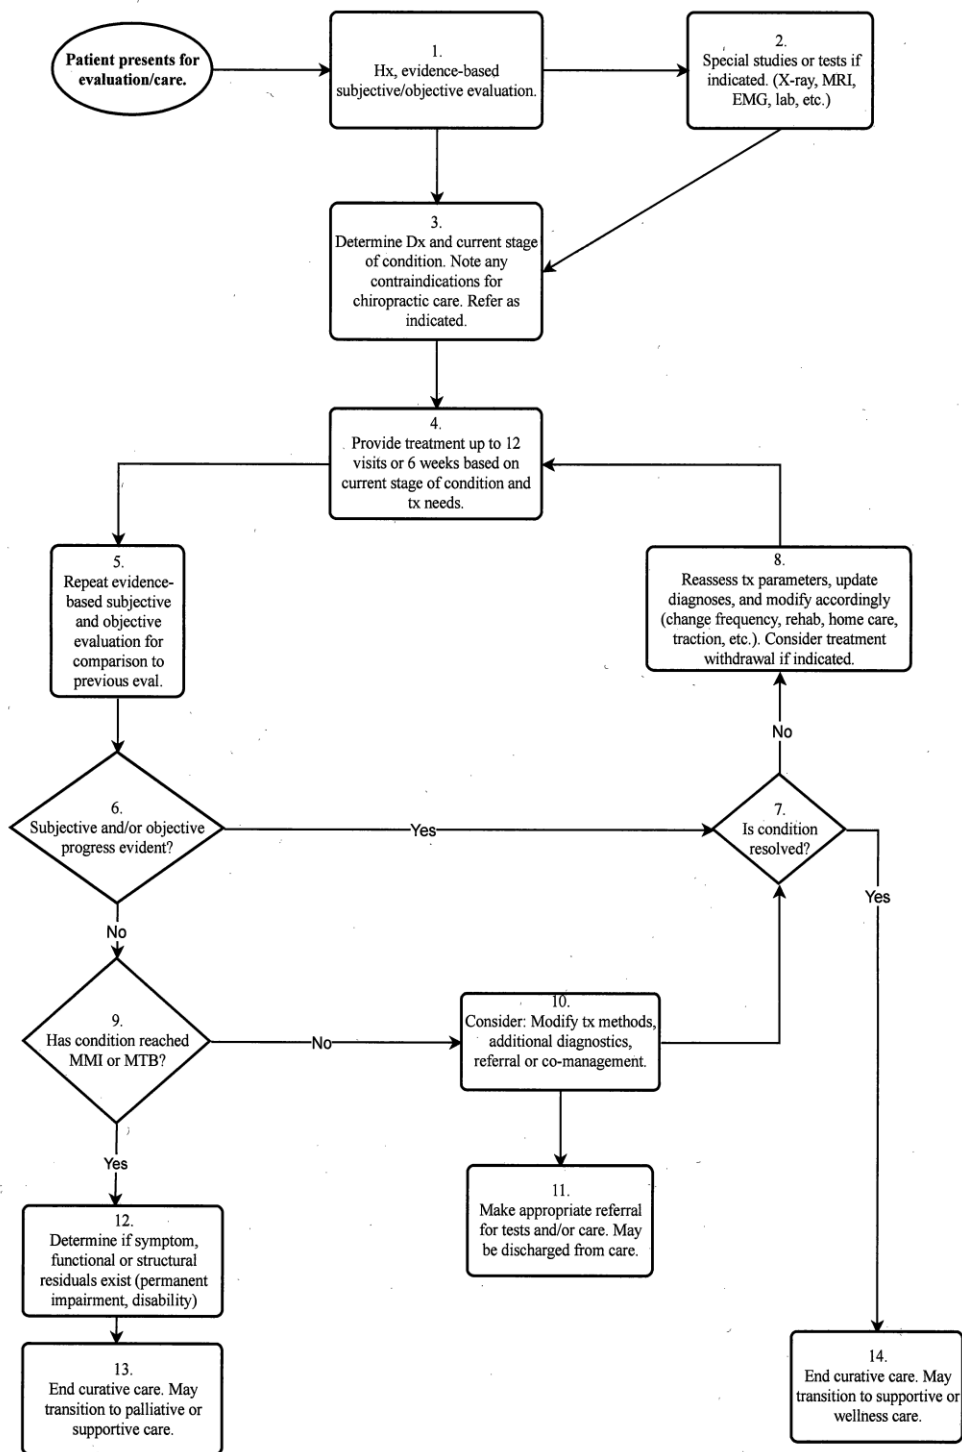 Patient presents for
evaluation/care.
1.
Hx, evidence-based
subjective/objective evaluation.
2.
Special studies or tests if
indicated. (X-ray, MRI,
EMG, lab, etc.)
3.
Determine Dx and current stage
of condition. Note any
contraindications for
chiropractic care. Refer as
indicated.
4.
Provide treatment up to 12
visits or 6 weeks based on
current stage of condition and
tx needs.
5.
Repeat evidence-
based subjective
and objective
evaluation for
comparison to
previous eval.
8.
Reassess tx parameters, update
diagnoses, and modify accordingly
(change frequency, rehab, home care,
traction, etc.). Consider treatment
withdrawal if indicated.
No
6.
Subjective and/or objective
progress evident?
Yes
7.
Is condition
resolved?
Yes
No
9.
Has condition reached
MMI or MTB?
No
10.
Consider: Modify tx methods,
additional diagnostics,
referral or co-management.
Yes
11.
Make appropriate referral
for tests and/or care. May
be discharged from care.
12.
Determine if symptom,
functional or structural
residuals exist (permanent
impairment, disability)
13.
End curative care. May
transition to palliative or
supportive care.
14.
End curative care. May
transition to supportive or
wellness care.